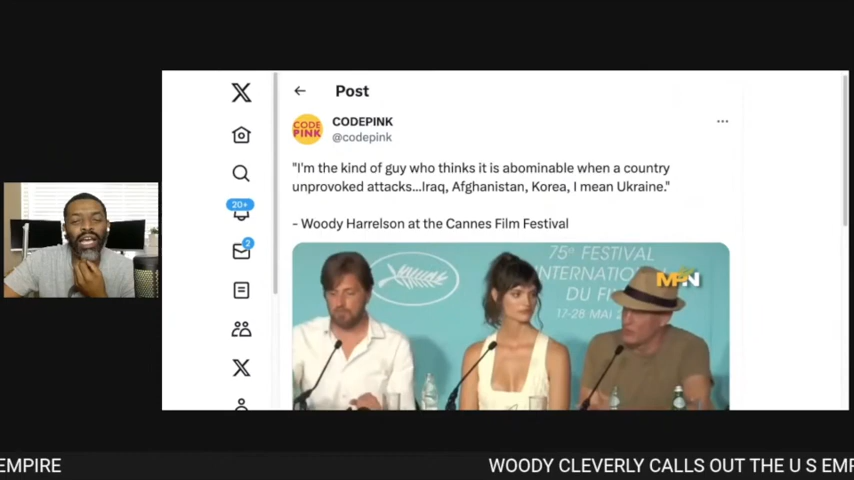 Post
CODE
PINK
CODEPINK
@codepink
"I'm the kind of guy who thinks it is abominable when a country
unprovoked attacks...Iraq, Afghanistan, Korea, I mean Ukraine."
- Woody Harrelson at the Cannes Film Festival
20+
2
75e FESTIVAL
INTERNATION
DU FI
17-28 MAI 2
MPN
EMPIRE
WOODY CLEVERLY CALLS OUT THE U S EMP